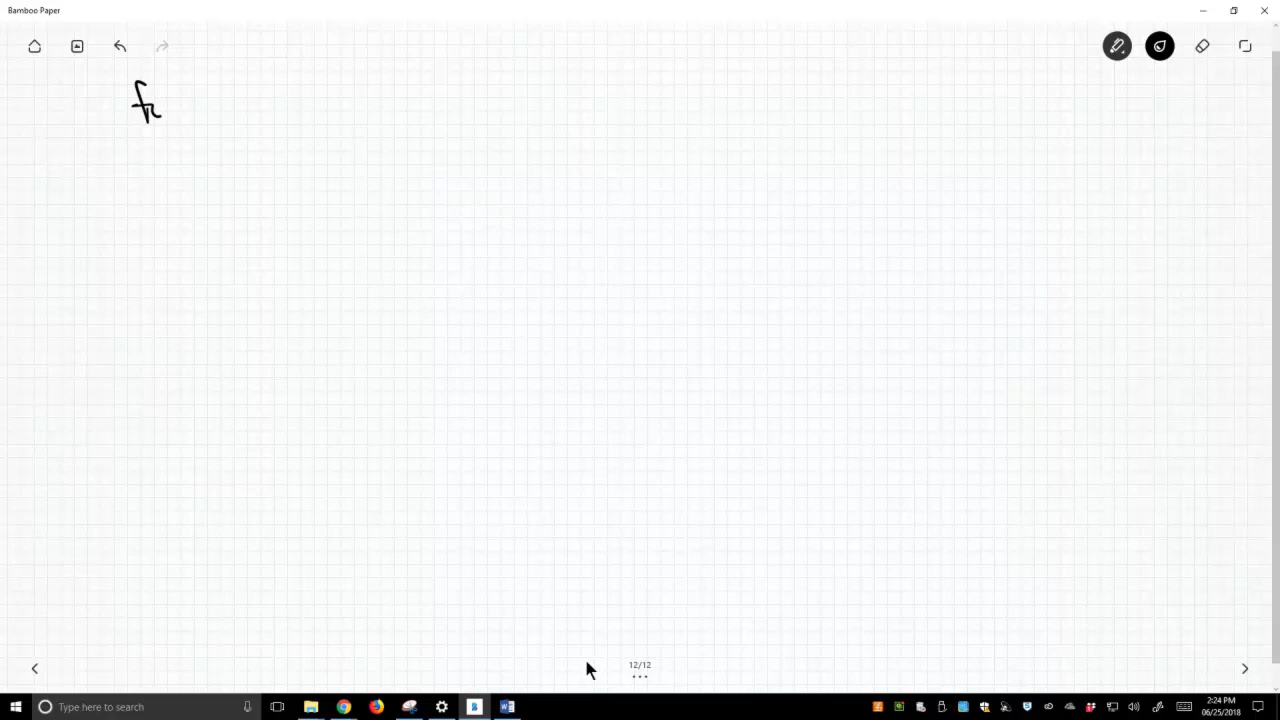 Bamboo Paper
12/12
Type here to search
2:24 PM
06/25/2018